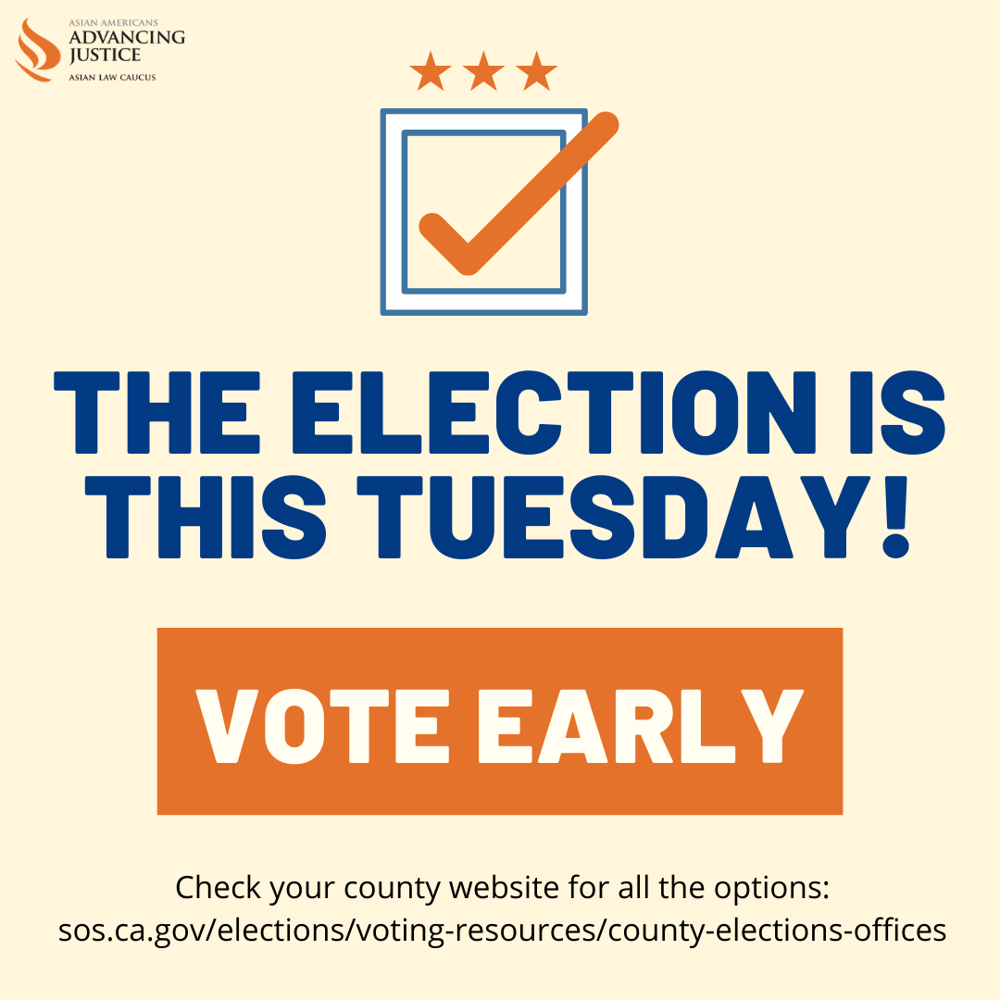 ASIAN AMERICANS
ADVANCING
JUSTICE
ASIAN LAW CAUCUS
THE ELECTION IS
THIS TUESDAY!
VOTE EARLY
Check your county website for all the options:
sos.ca.gov/elections/voting-resources/county-elections-offices